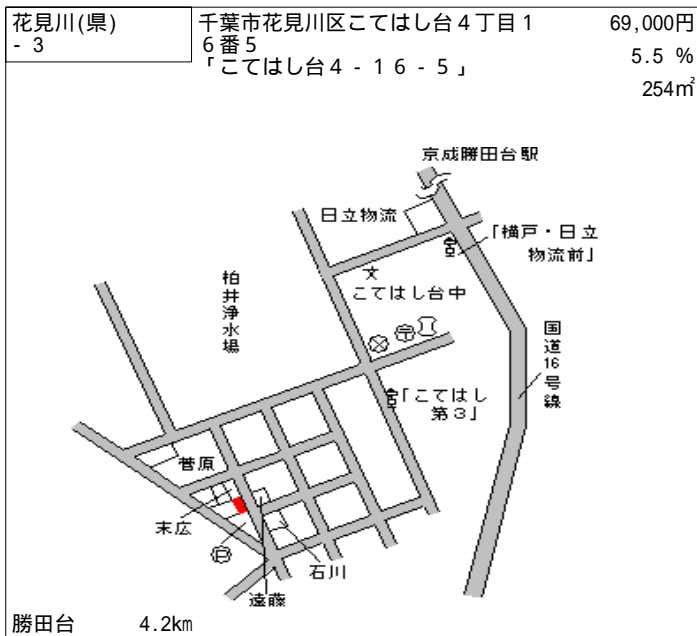 花見川(県)
- 3
千葉市花見川区こてはし台４丁目１
６番５
「こてはし台４－１６－５」
69,000円
5.5 %
254㎡
京成勝田台駅
日立物流
「横戸・日立
物流前」
文
こてはし台中
柏井浄水場
国道16号線
「こてはし
第３」
菅原
末広
石川
遠藤
勝田台 4.2km